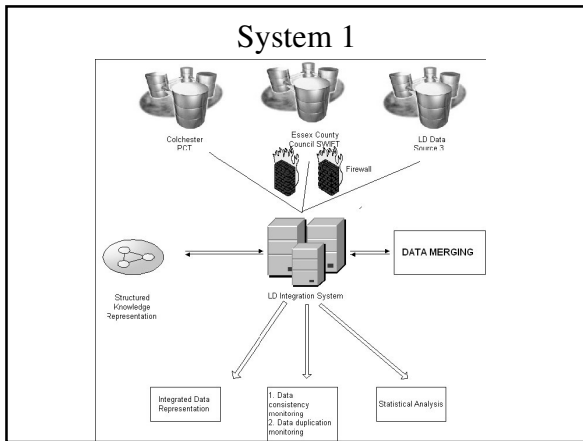 System 1
Colchester
PCT
Essex County
Council SWIFT
LD Data
Source 3
Firewall
DATA MERGING
Structured
Knowledge
Representation
LD Integration System
Integrated Data
Representation
1. Data
consistency
monitoring
2. Data duplication
monitoring
Statistical Analysis